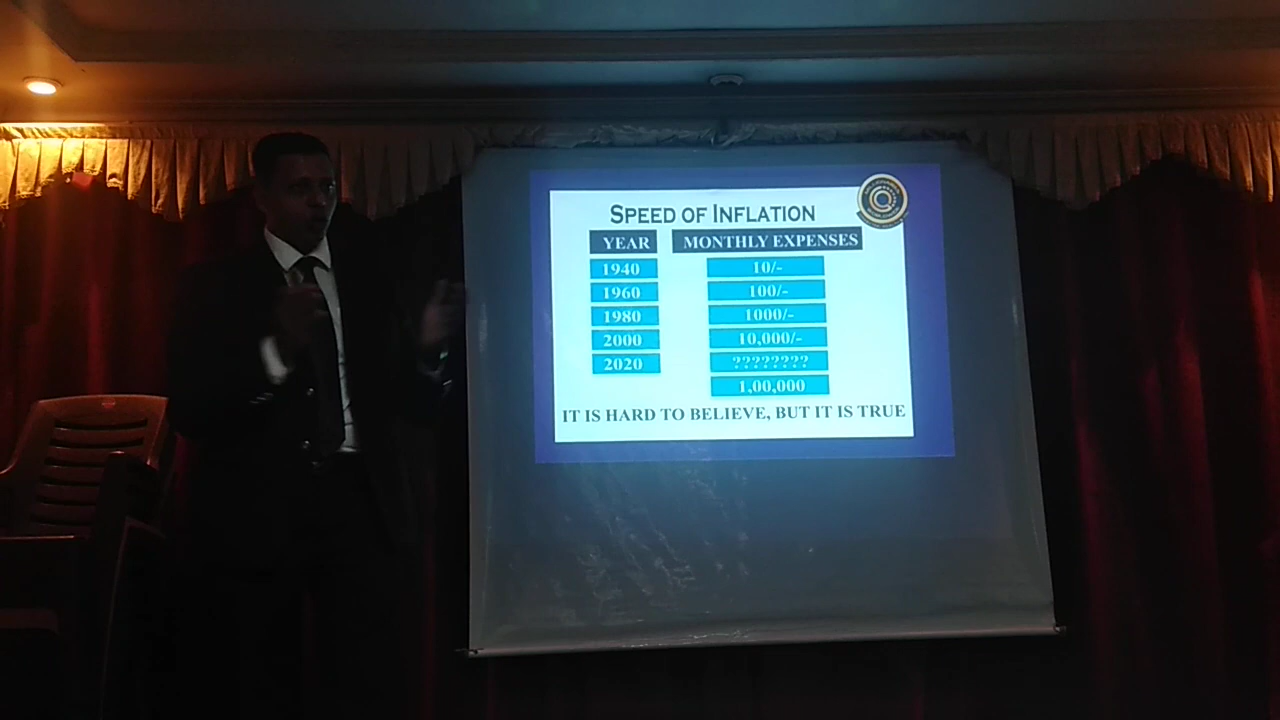 SPEED OF INFLATION
YEAR MONTHLY EXPENSES
1940 10/-
1960 100/-
1980 1000/-
2000 10,000/-
2020 ????????
1,00,000
IT IS HARD TO BELIEVE, BUT IT IS TRUE